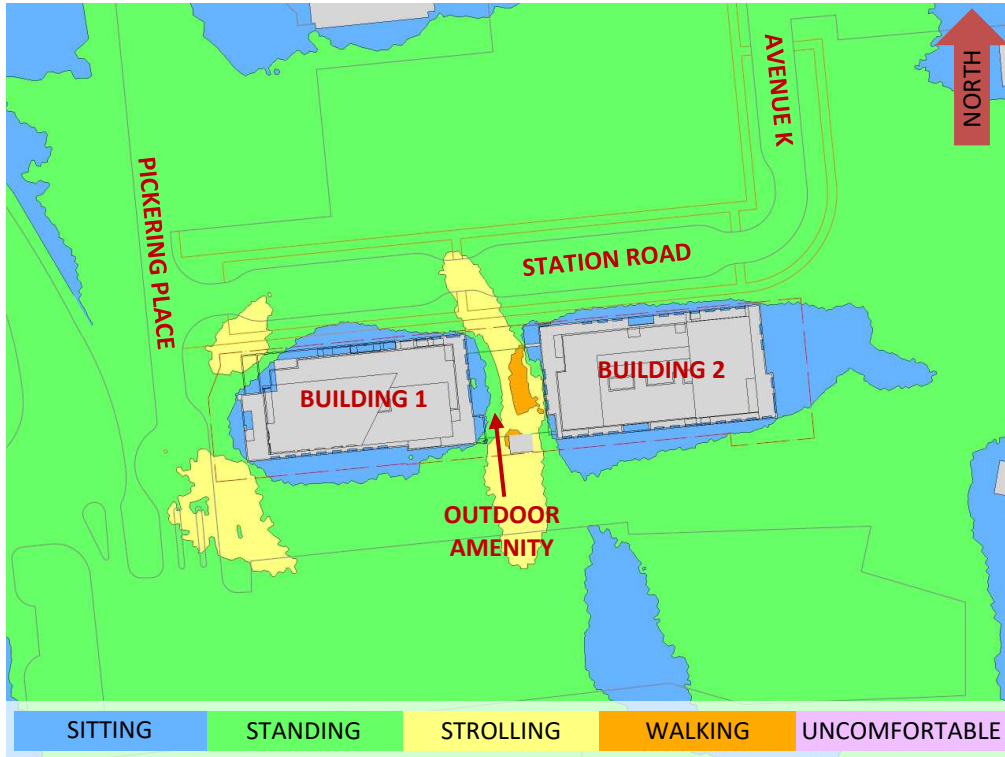 NORTH
AVENUE K
PICKERING PLACE
STATION ROAD
BUILDING 2
BUILDING 1
OUTDOOR
AMENITY
SITTING
STANDING
STROLLING
WALKING
UNCOMFORTABLE